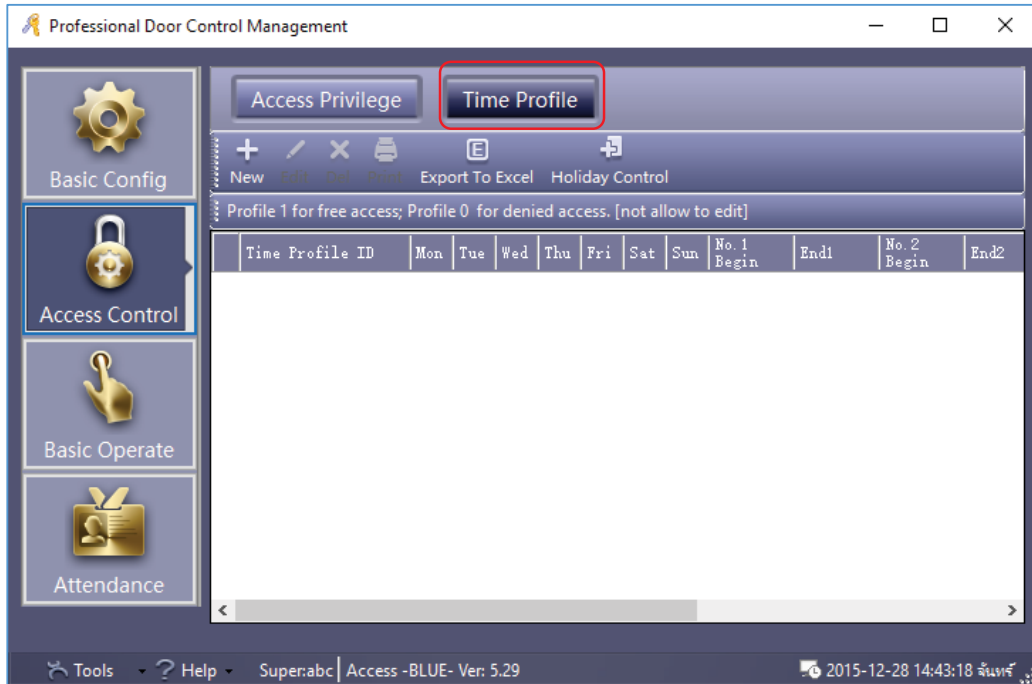 Professional Door Control Management
Access Privilege Time Profile
New Edit Del Print Export To Excel Holiday Control
Profile 1 for free access; Profile 0 for denied access. [not allow to edit]
Time Profile ID Mon Tue Wed Thu Fri Sat Sun No.1 Begin End1 No.2 Begin End2
Basic Config
Access Control
Basic Operate
Attendance
Tools ? Help Super:abc Access -BLUE- Ver: 5.29 2015-12-28 14:43:18 จันทร์